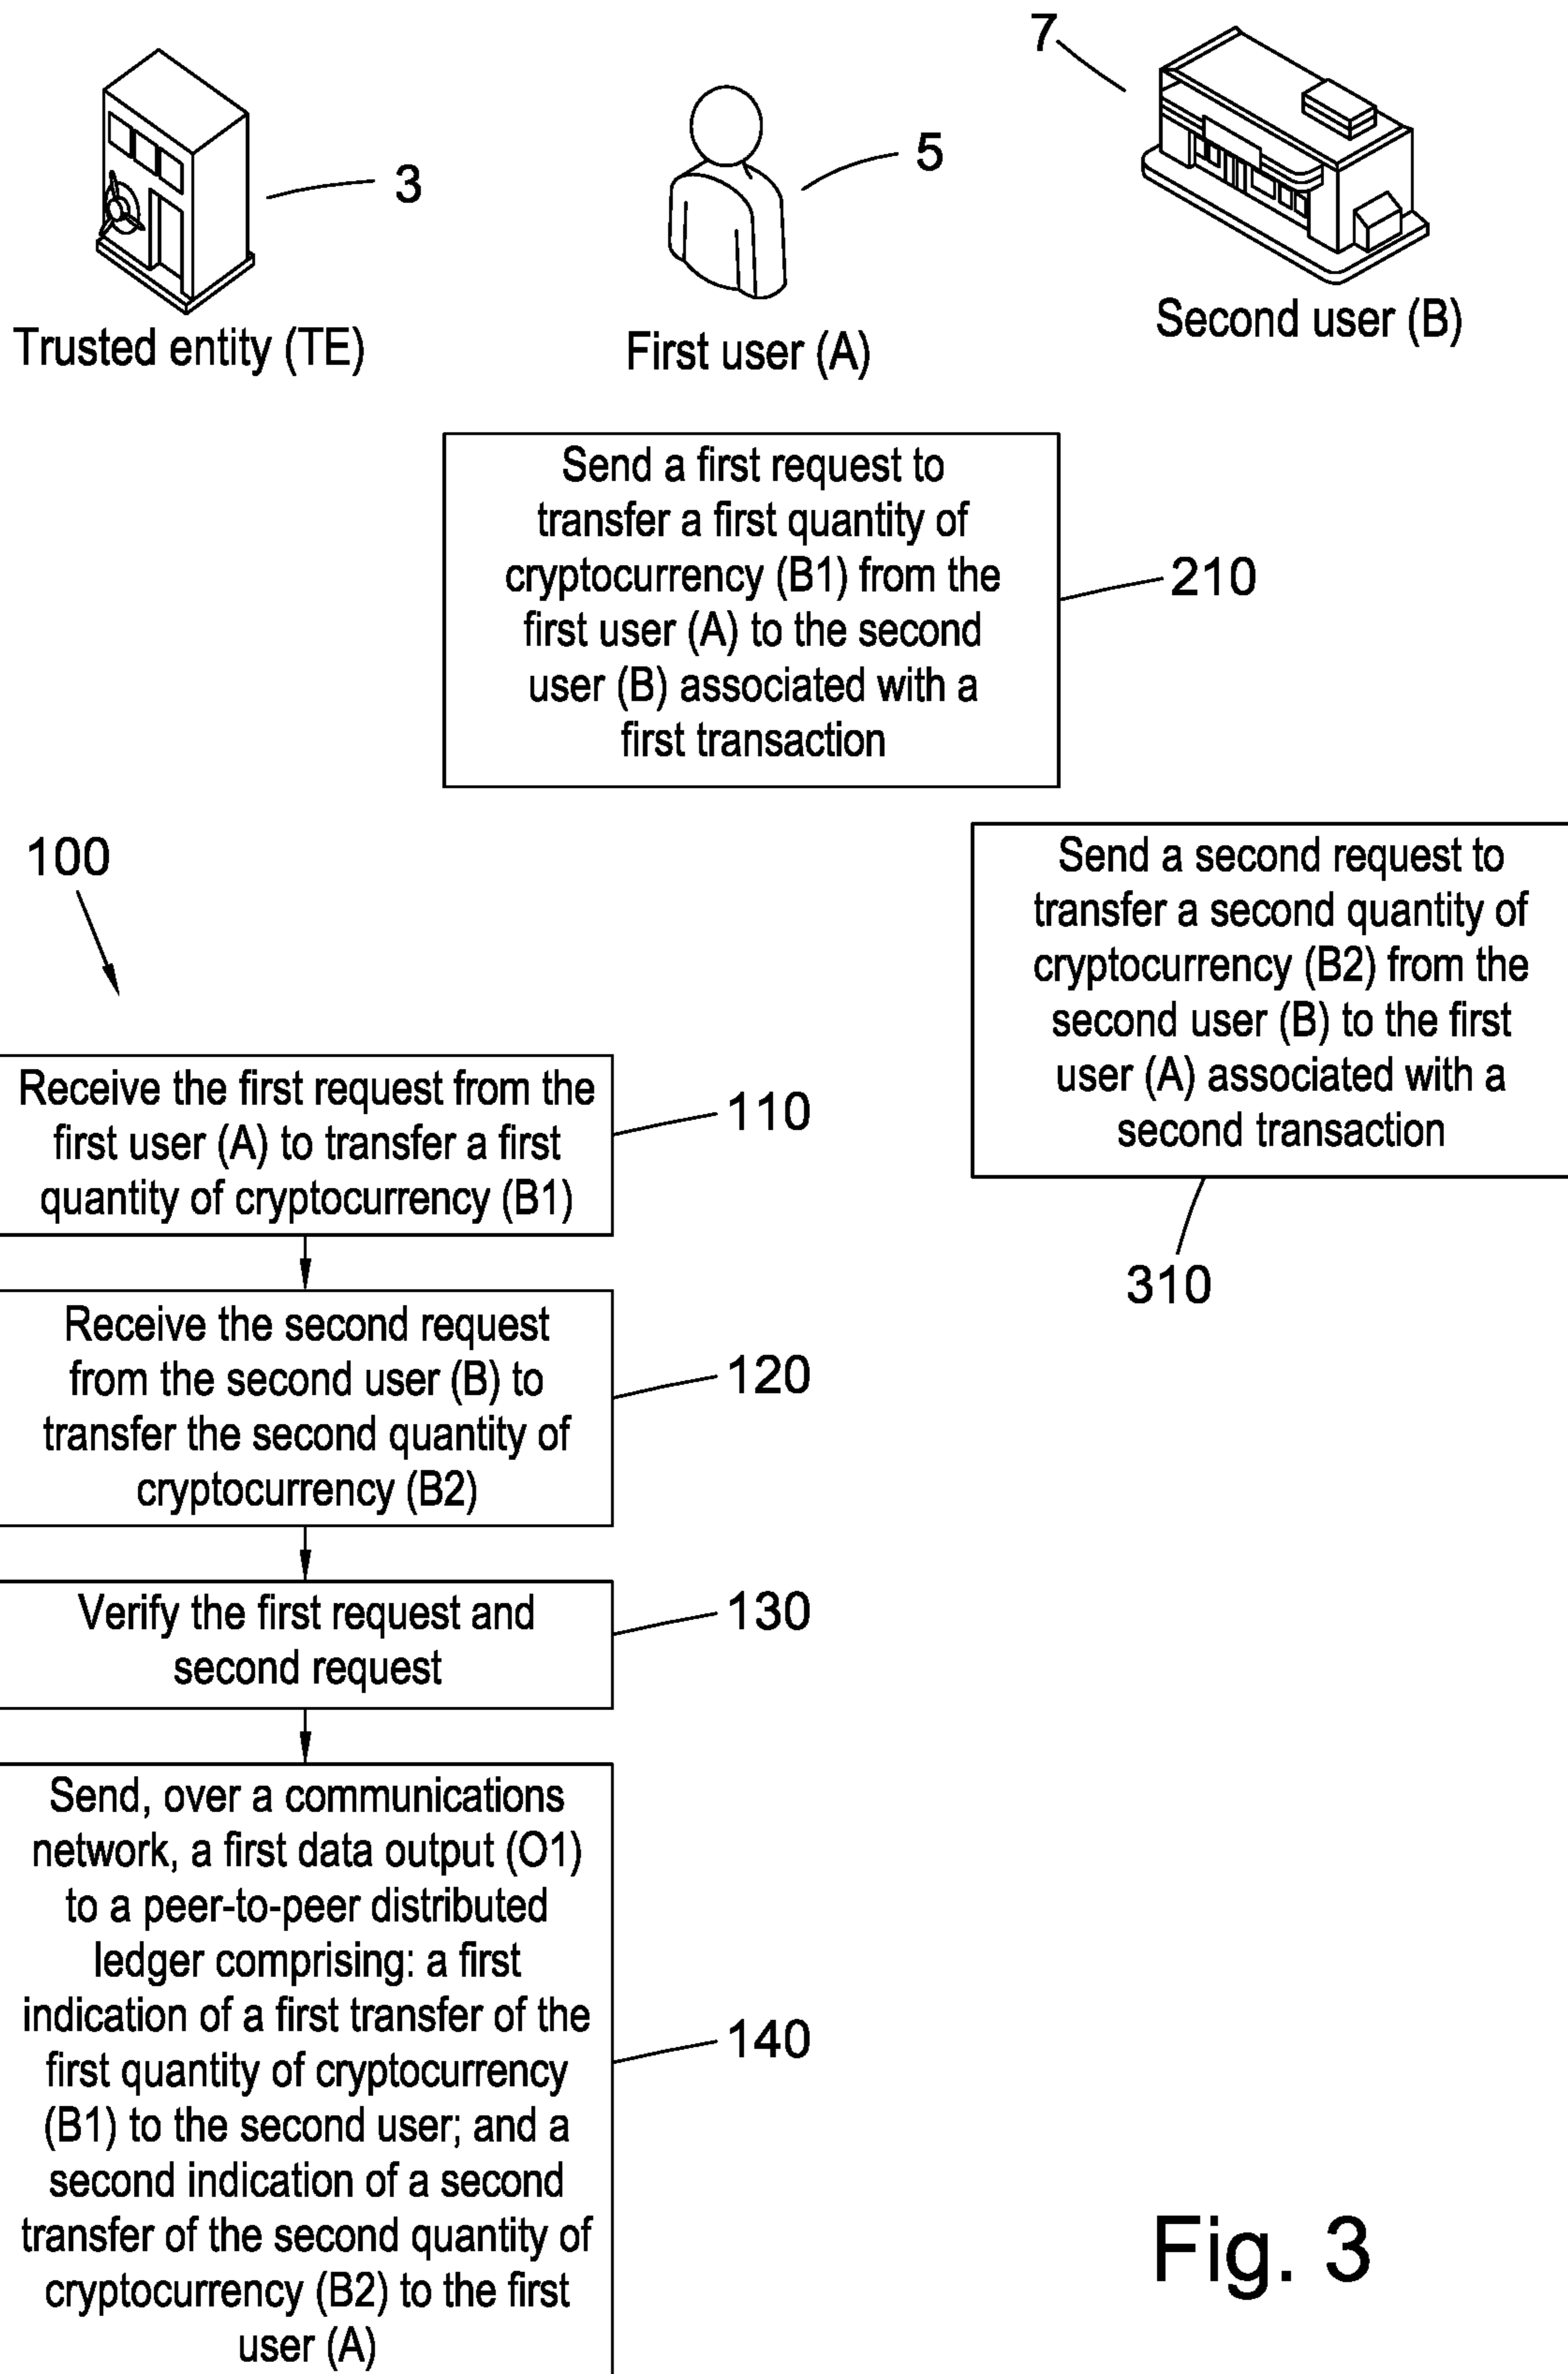 7
5
3
Trusted entity (TE)
First user (A)
Second user (B)
Send a first request to
transfer a first quantity of
cryptocurrency (B1) from the
first user (A) to the second
user (B) associated with a
first transaction
210
100
Send a second request to
transfer a second quantity of
cryptocurrency (B2) from the
second user (B) to the first
user (A) associated with a
second transaction
310
Receive the first request from the
first user (A) to transfer a first
quantity of cryptocurrency (B1)
110
Receive the second request
from the second user (B) to
transfer the second quantity of
cryptocurrency (B2)
120
Verify the first request and
second request
130
Send, over a communications
network, a first data output (O1)
to a peer-to-peer distributed
ledger comprising: a first
indication of a first transfer of the
first quantity of cryptocurrency
(B1) to the second user; and a
second indication of a second
transfer of the second quantity of
cryptocurrency (B2) to the first
user (A)
140
Fig. 3